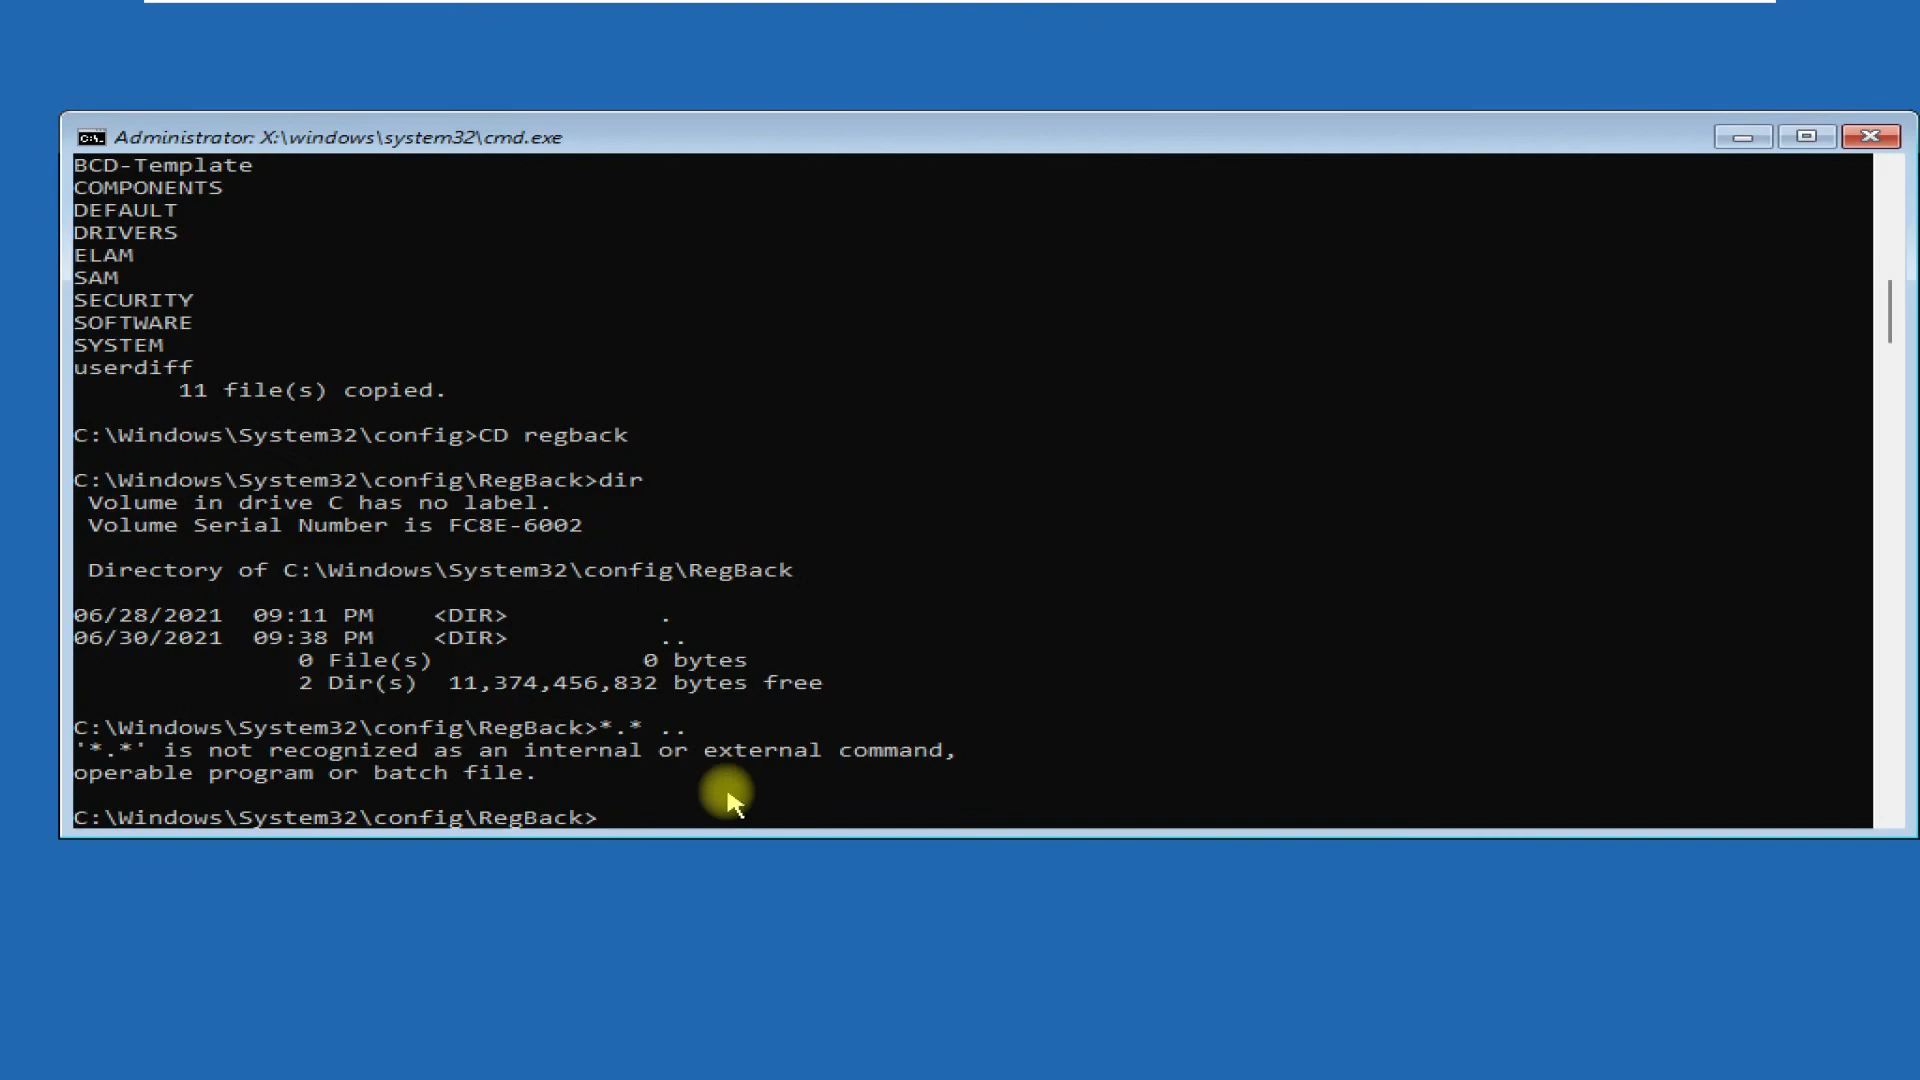 Administrator: X:\windows\system32\cmd.exe
BCD-Template
COMPONENTS
DEFAULT
DRIVERS
ELAM
SAM
SECURITY
SOFTWARE
SYSTEM
userdiff
11 file(s) copied.
C:\Windows\System32\config>CD regback
C:\Windows\System32\config\RegBack>dir
Volume in drive C has no label.
Volume Serial Number is FC8E-6002
Directory of C:\Windows\System32\config\RegBack
06/28/2021 09:11 PM <DIR> .
06/30/2021 09:38 PM <DIR> ..
0 File(s) 0 bytes
2 Dir(s) 11,374,456,832 bytes free
C:\Windows\System32\config\RegBack>*.* ..
'*.*' is not recognized as an internal or external command,
operable program or batch file.
C:\Windows\System32\config\RegBack>